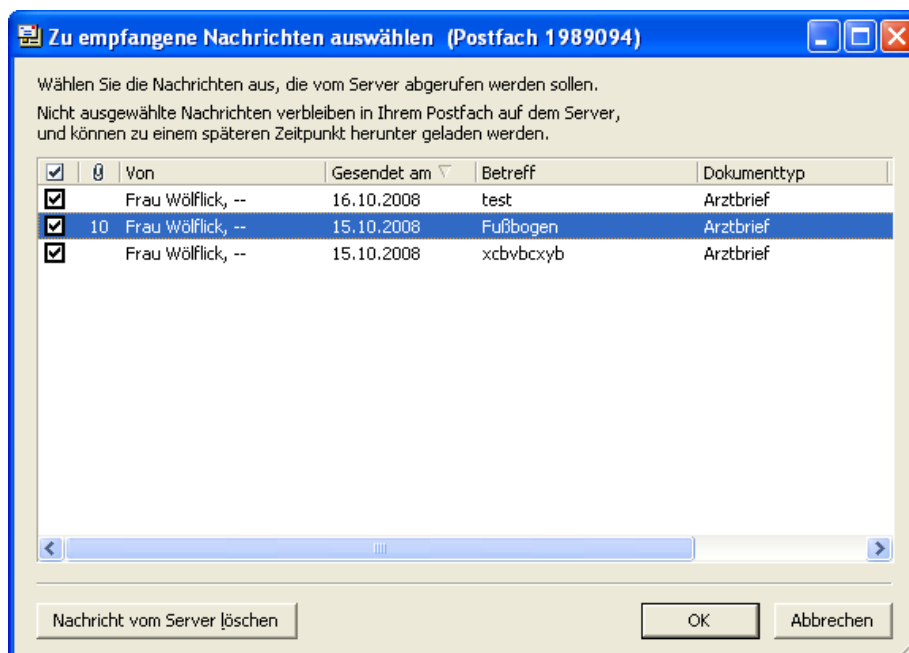 Zu empfangene Nachrichten auswählen (Postfach 1989094)
Wählen Sie die Nachrichten aus, die vom Server abgerufen werden sollen.
Nicht ausgewählte Nachrichten verbleiben in Ihrem Postfach auf dem Server,
und können zu einem späteren Zeitpunkt herunter geladen werden.
Von Gesendet am Betreff Dokumenttyp
Frau Wölflick, -- 16.10.2008 test Arztbrief
10 Frau Wölflick, -- 15.10.2008 Fußbogen Arztbrief
Frau Wölflick, -- 15.10.2008 xcbvbcxyb Arztbrief
Nachricht vom Server löschen OK Abbrechen